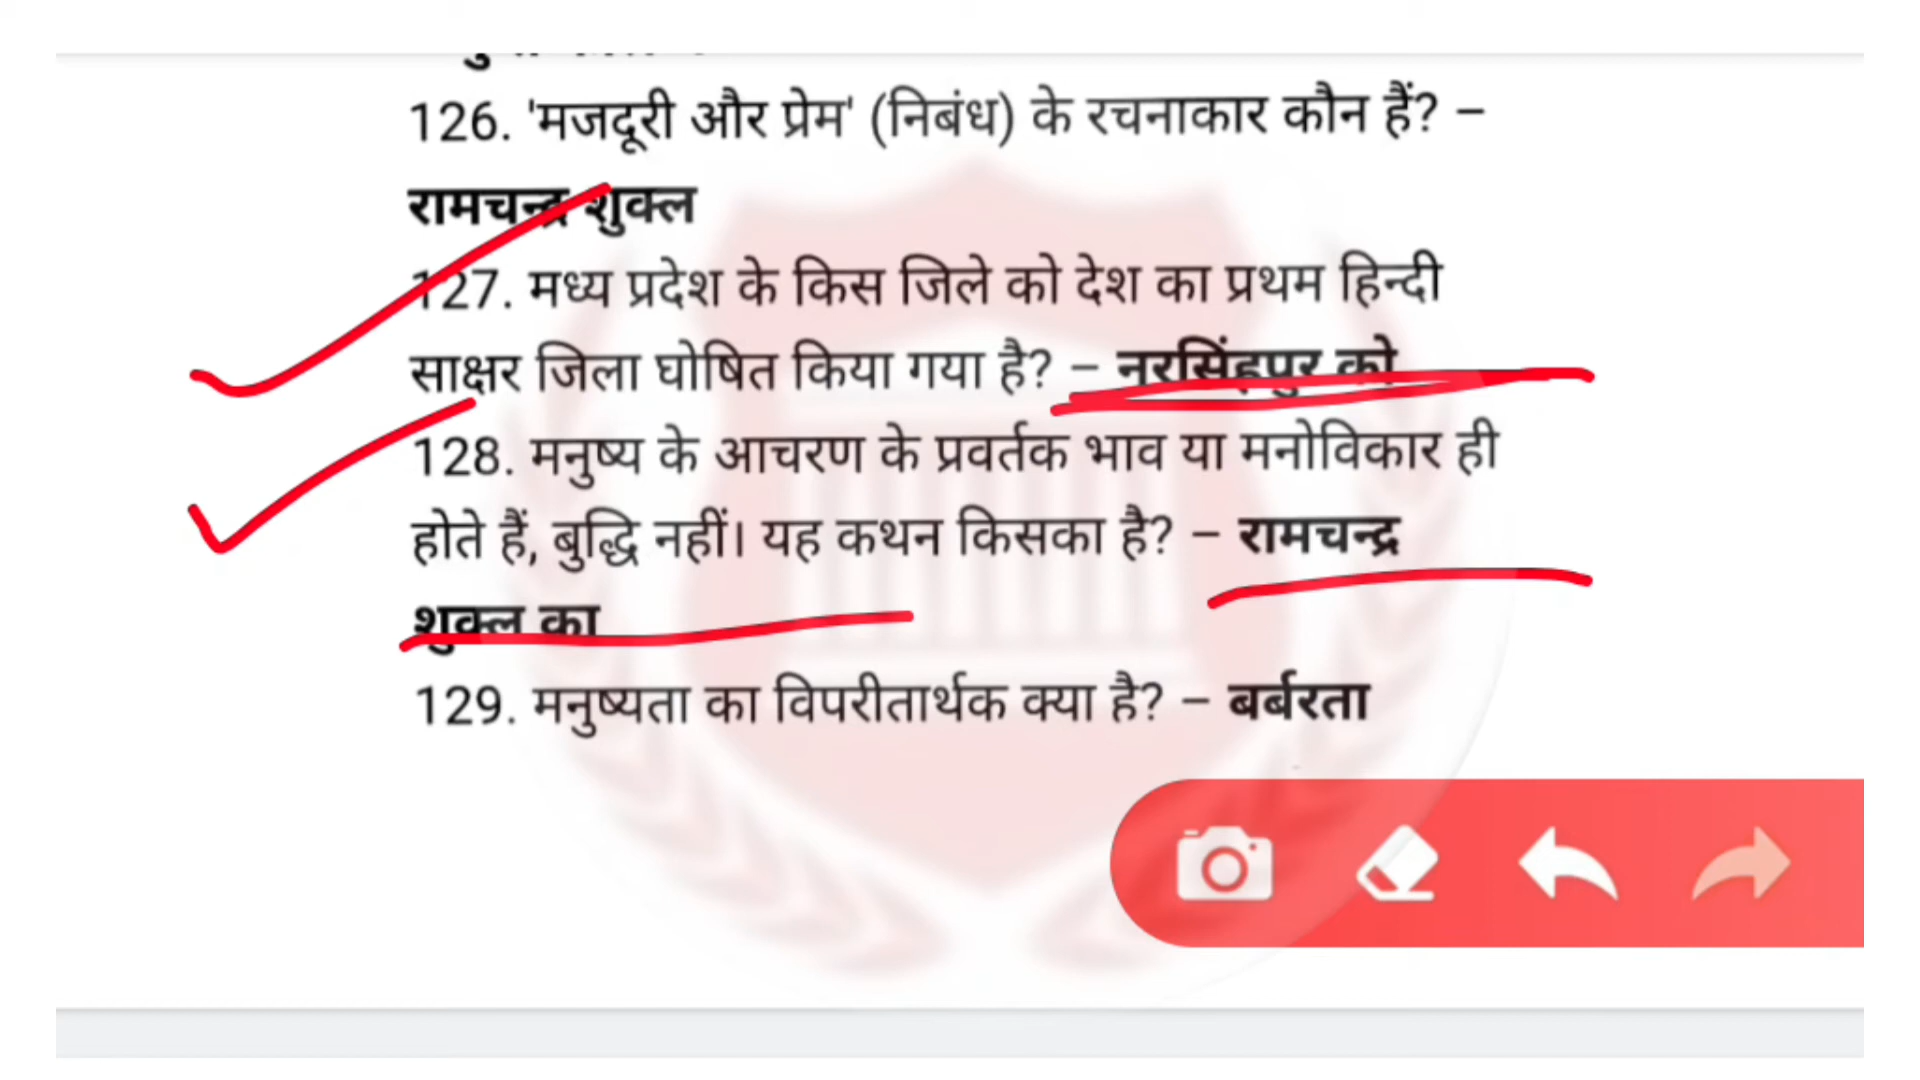 126. 'मजदूरी और प्रेम' (निबंध) के रचनाकार कौन हैं? –
रामचन्द्र शुक्ल
127. मध्य प्रदेश के किस जिले को देश का प्रथम हिन्दी
साक्षर जिला घोषित किया गया है? – नरसिंहपुर को
128. मनुष्य के आचरण के प्रवर्तक भाव या मनोविकार ही
होते हैं, बुद्धि नहीं। यह कथन किसका है? – रामचन्द्र
शुक्ल का
129. मनुष्यता का विपरीतार्थक क्या है? – बर्बरता